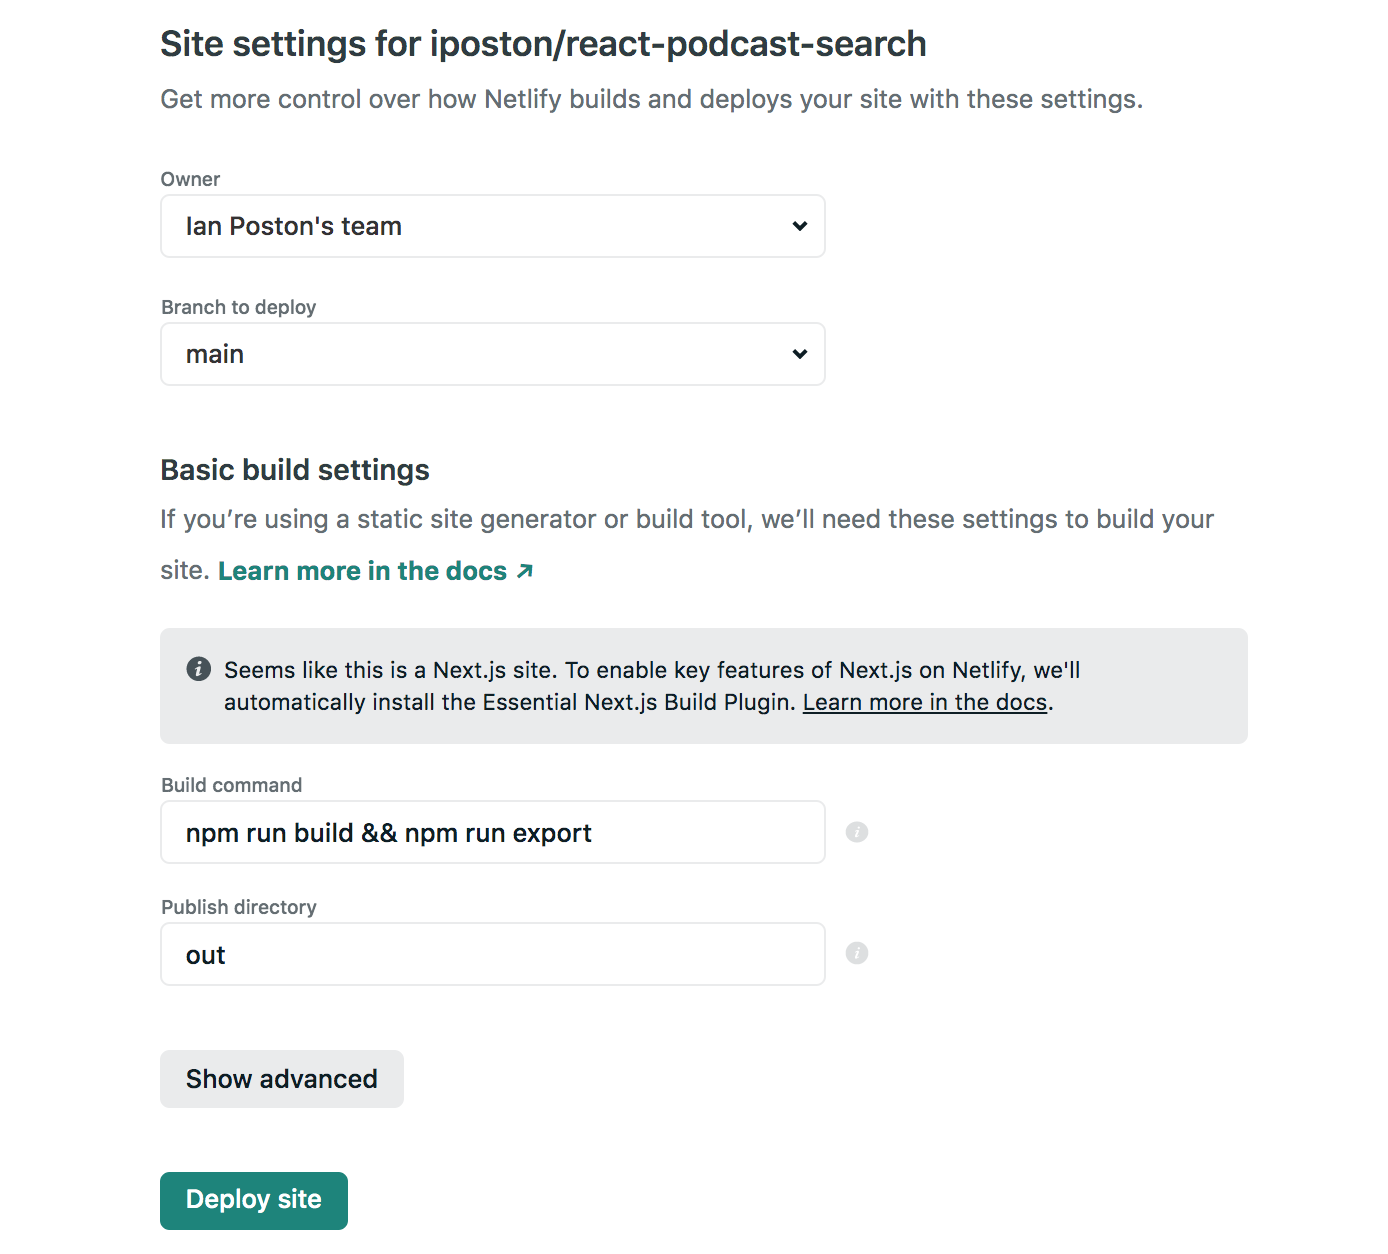 Site settings for iposton/react-podcast-search
Get more control over how Netlify builds and deploys your site with these settings.
Owner
Ian Poston's team
Branch to deploy
main
Basic build settings
If you’re using a static site generator or build tool, we’ll need these settings to build your
site. Learn more in the docs ↗
Seems like this is a Next.js site. To enable key features of Next.js on Netlify, we'll
automatically install the Essential Next.js Build Plugin. Learn more in the docs.
Build command
npm run build && npm run export
Publish directory
out
Show advanced
Deploy site